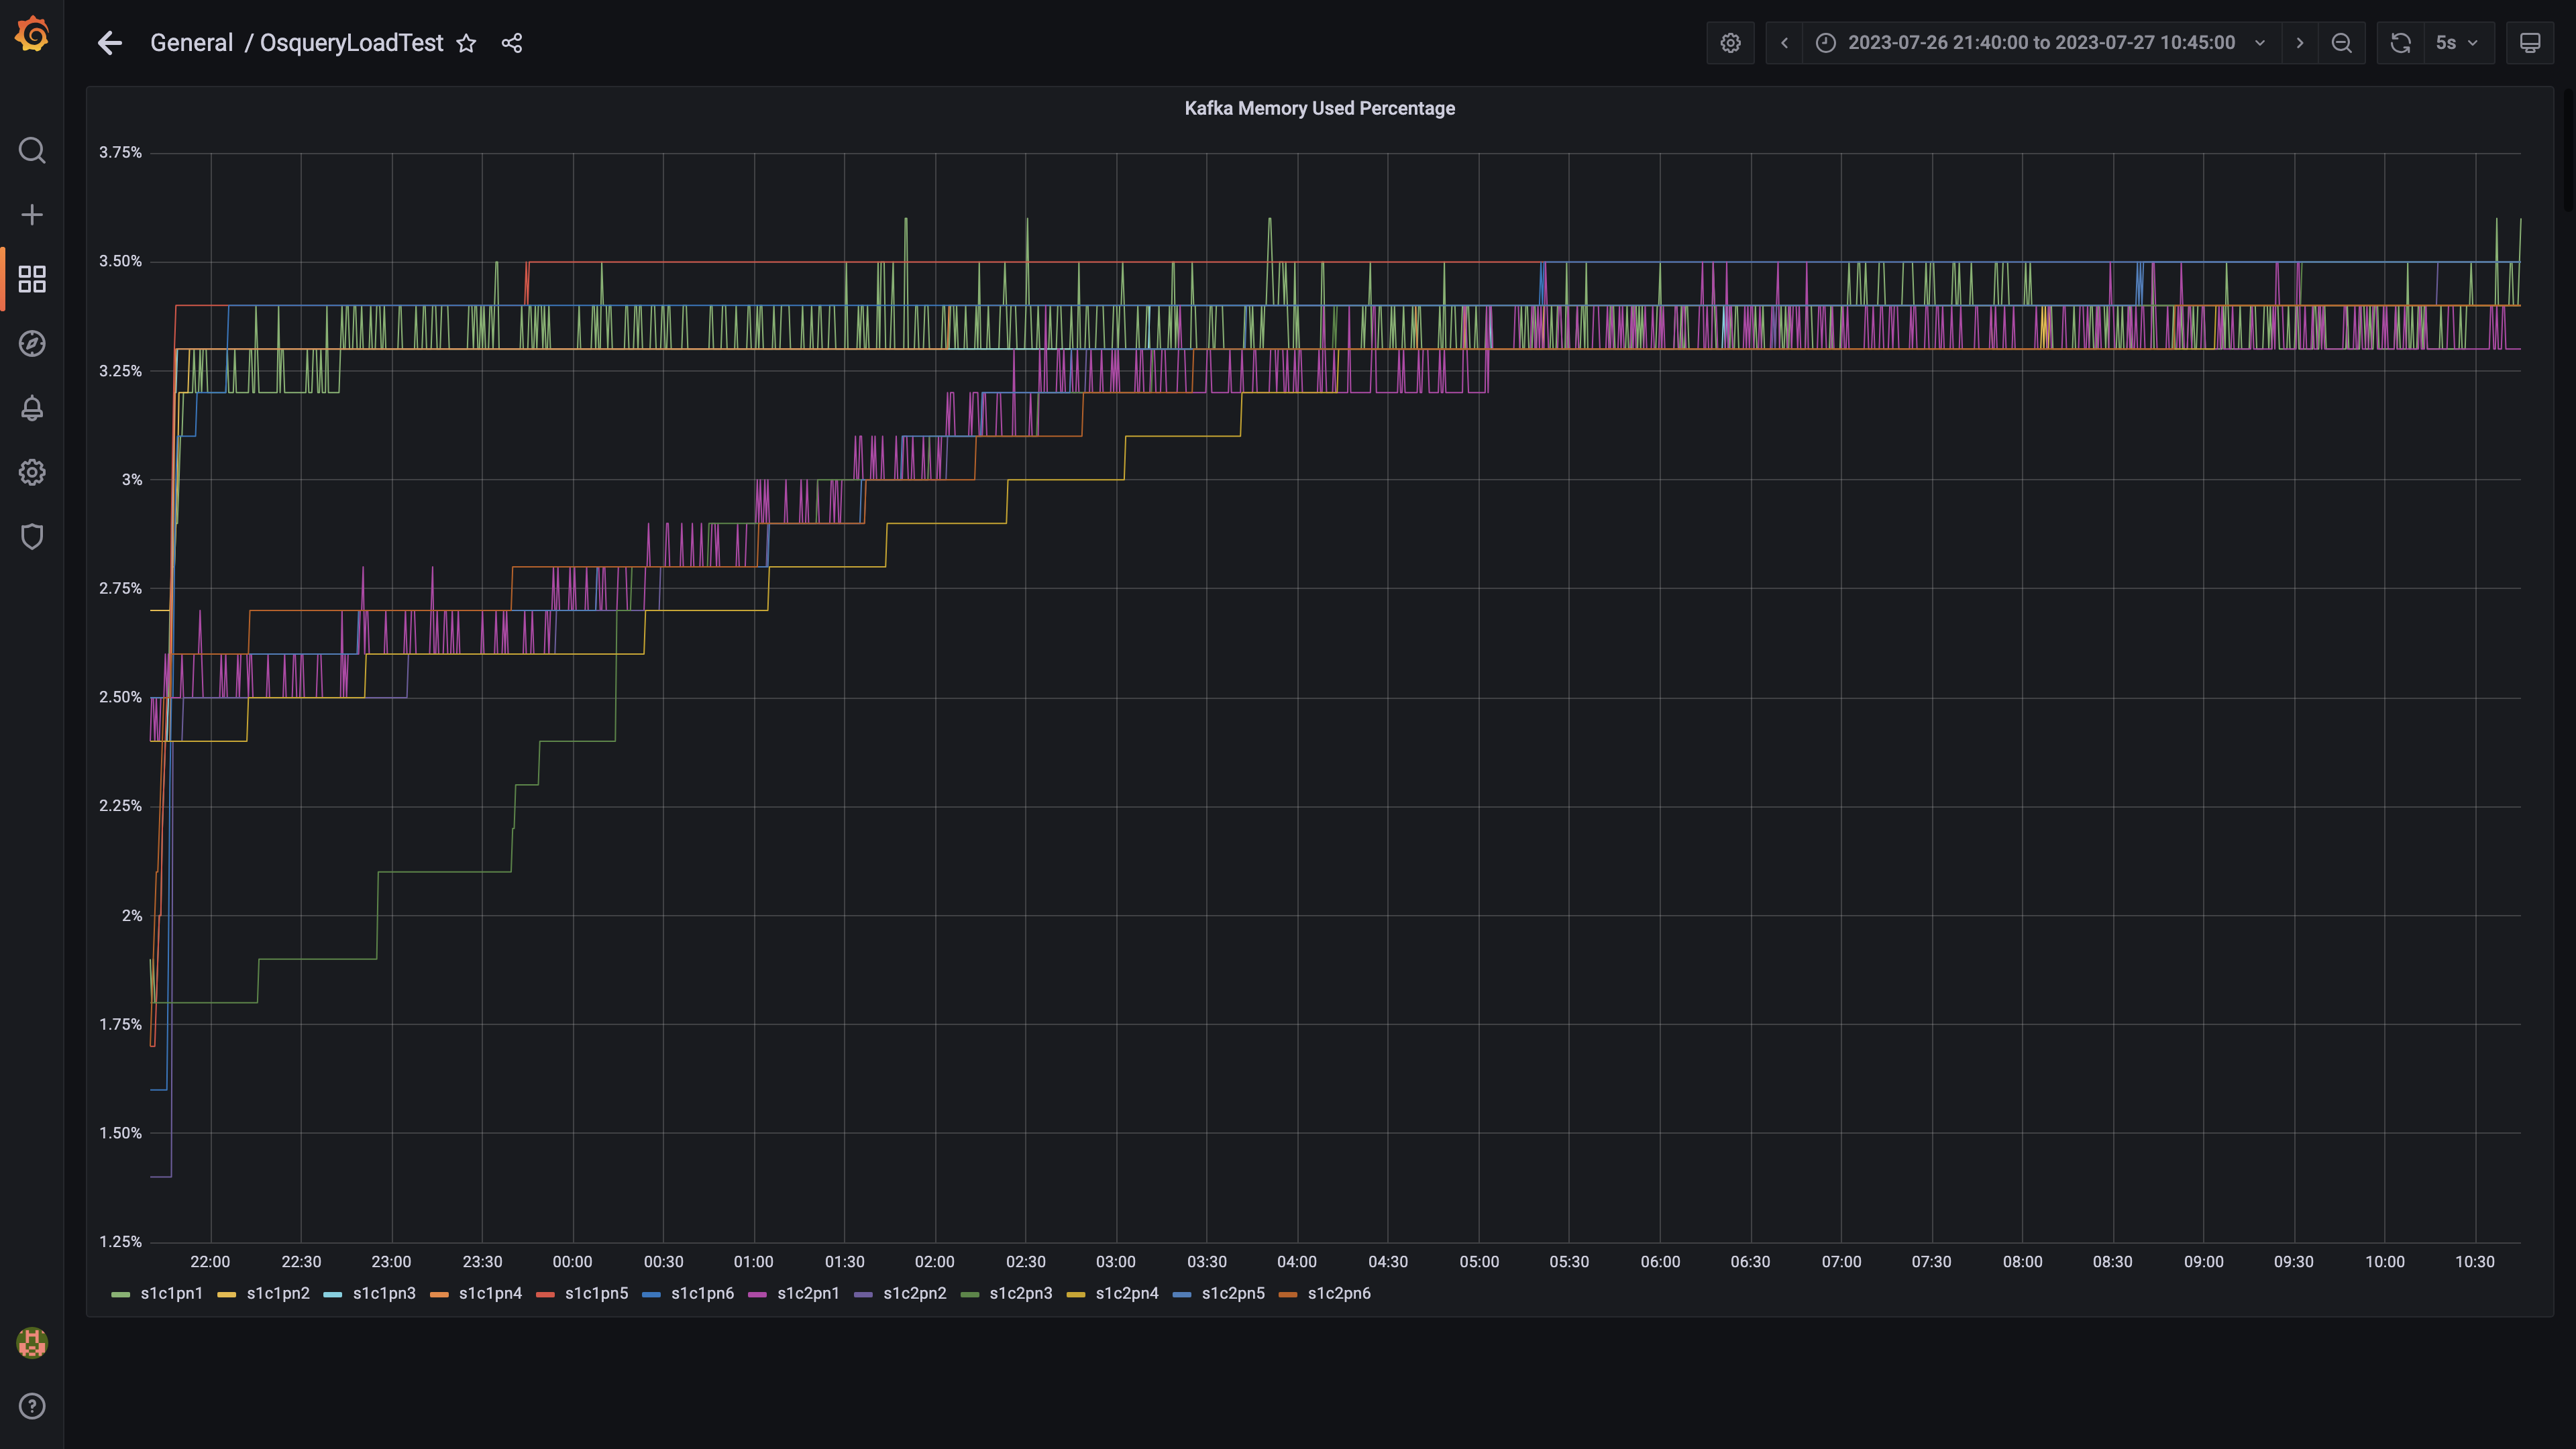 General / OsqueryLoadTest
2023-07-26 21:40:00 to 2023-07-27 10:45:00
5s
Kafka Memory Used Percentage
3.75%
3.50%
3.25%
3%
2.75%
2.50%
2.25%
2%
1.75%
1.50%
1.25%
22:00 22:30 23:00 23:30 00:00 00:30 01:00 01:30 02:00 02:30 03:00 03:30 04:00 04:30 05:00 05:30 06:00 06:30 07:00 07:30 08:00 08:30 09:00 09:30 10:00 10:30
s1c1pn1 s1c1pn2 s1c1pn3 s1c1pn4 s1c1pn5 s1c1pn6 s1c2pn1 s1c2pn2 s1c2pn3 s1c2pn4 s1c2pn5 s1c2pn6